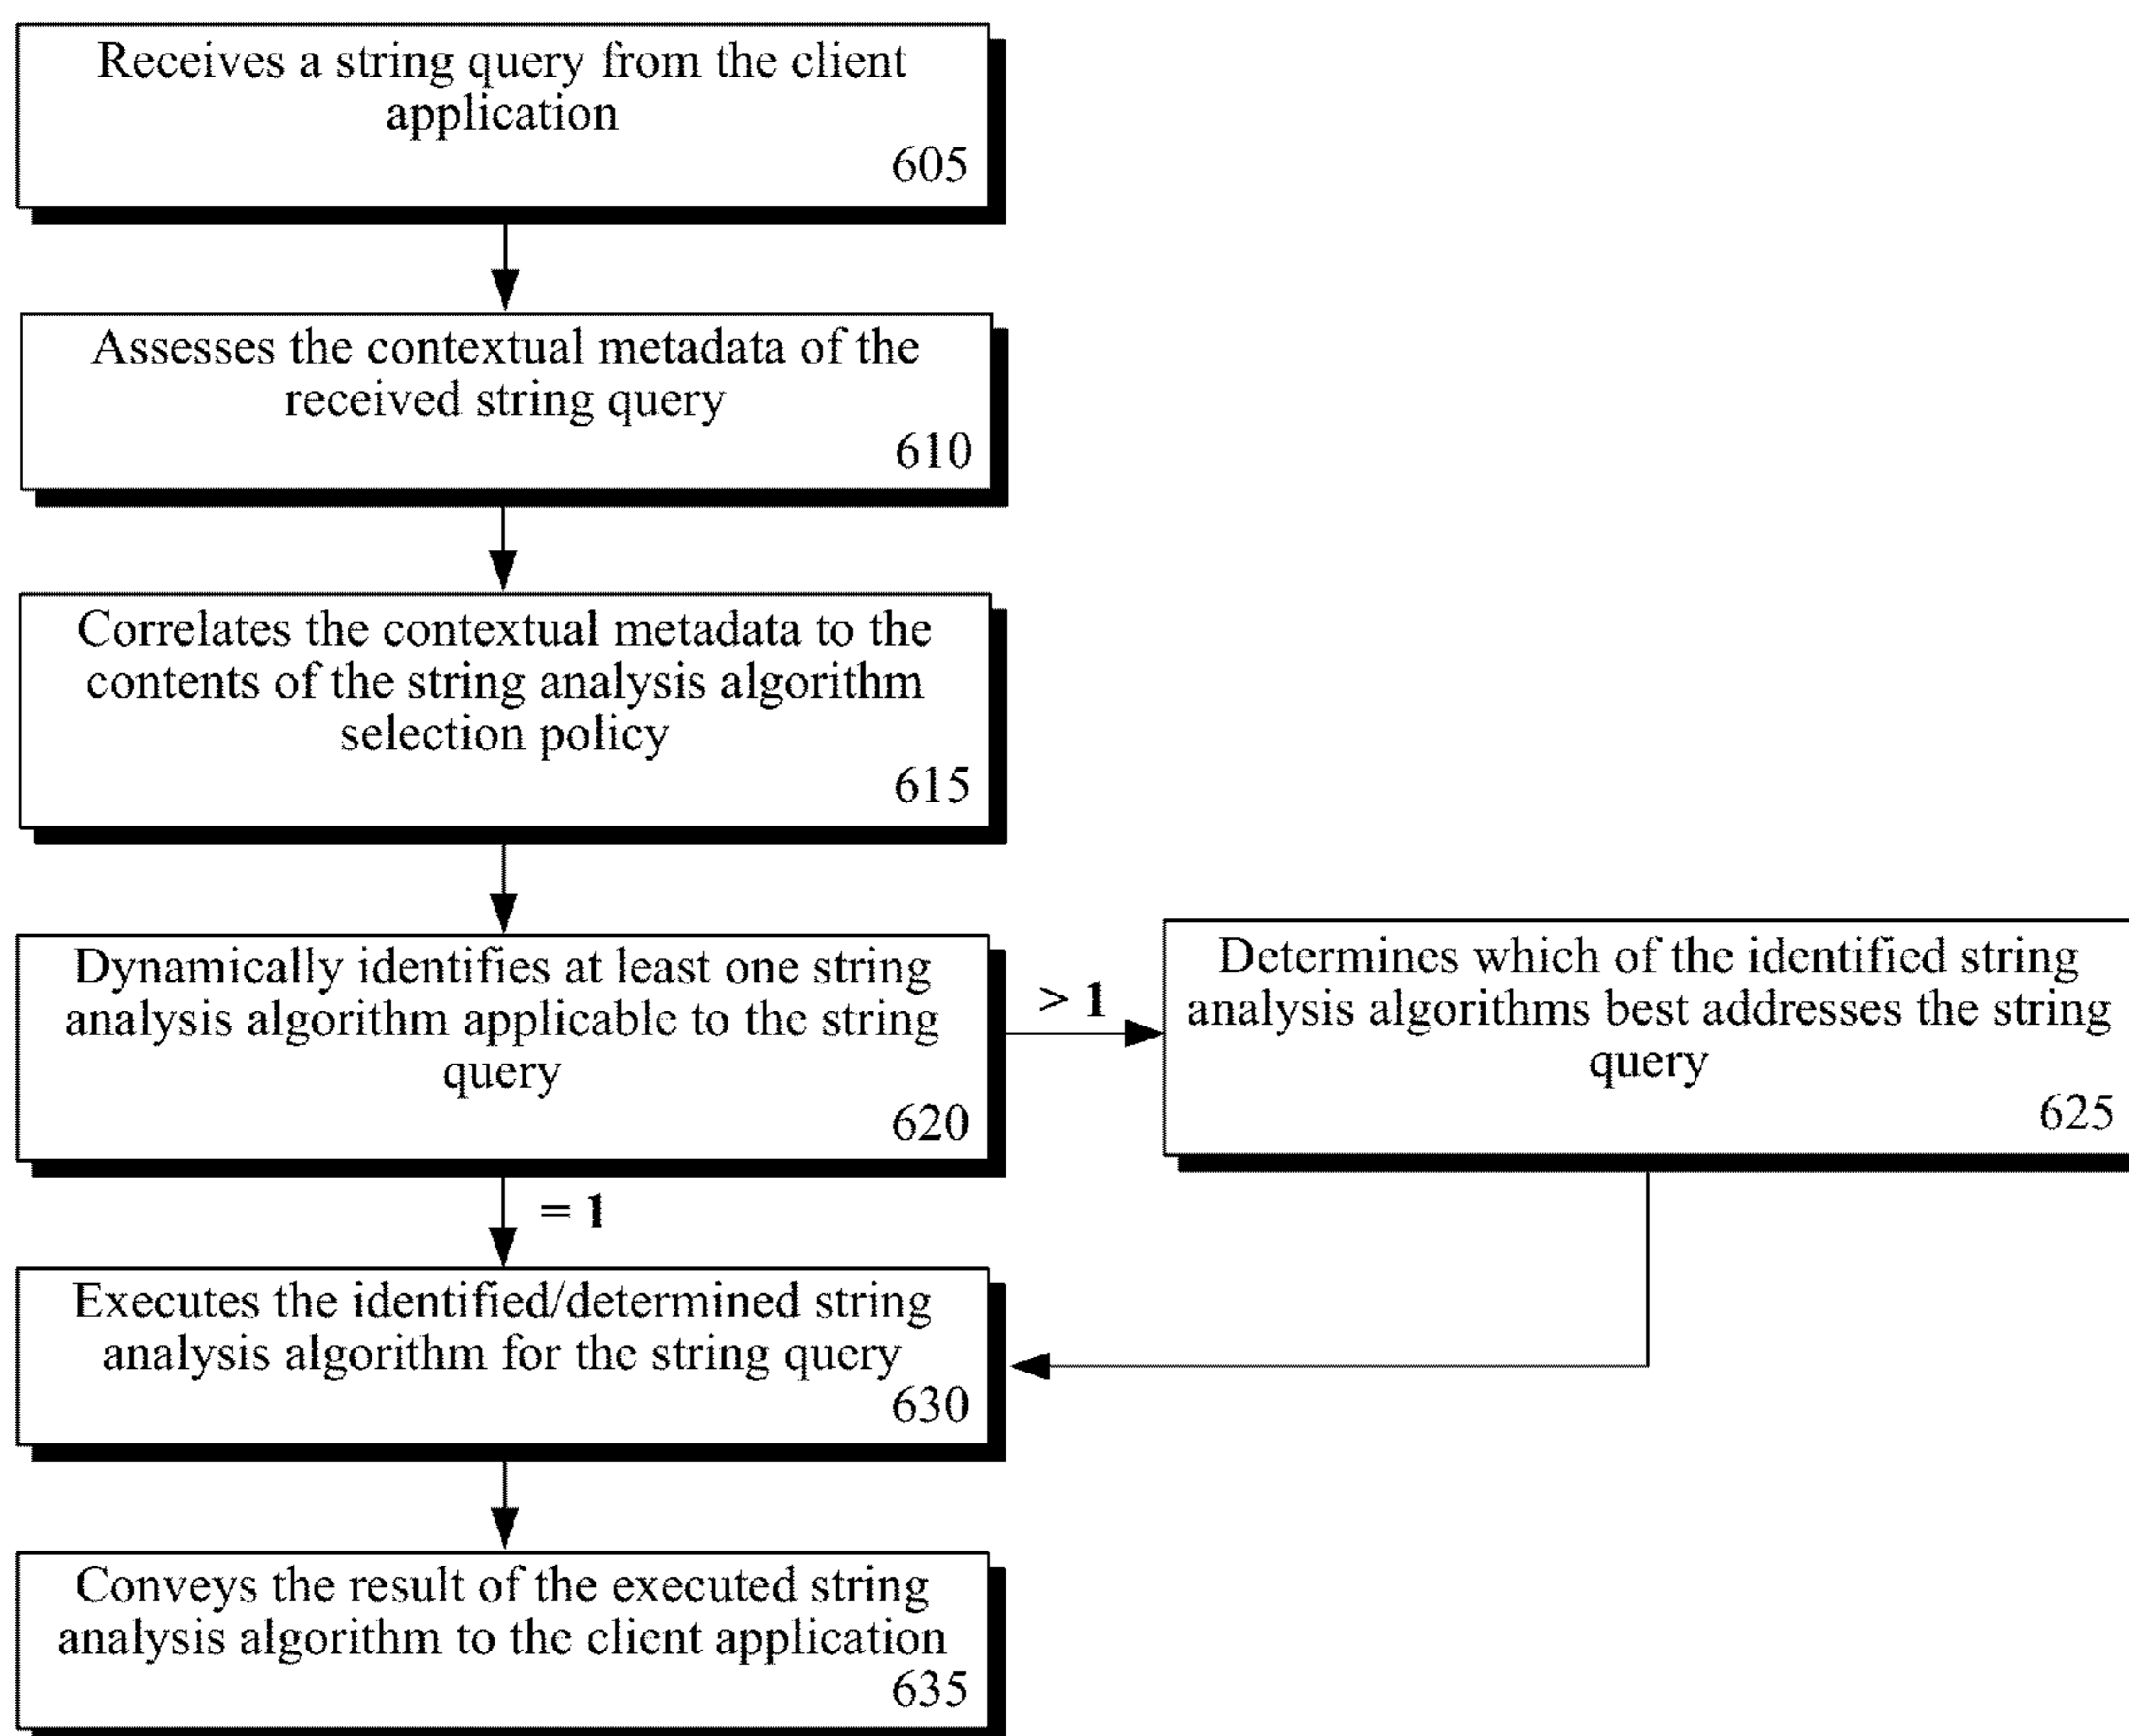 Receives a string query from the client
application
605
Assesses the contextual metadata of the
received string query
610
Correlates the contextual metadata to the
contents of the string analysis algorithm
selection policy
615
Dynamically identifies at least one string
analysis algorithm applicable to the string
query
620
> 1
Determines which of the identified string
analysis algorithms best addresses the string
query
625
= 1
Executes the identified/determined string
analysis algorithm for the string query
630
Conveys the result of the executed string
analysis algorithm to the client application
635